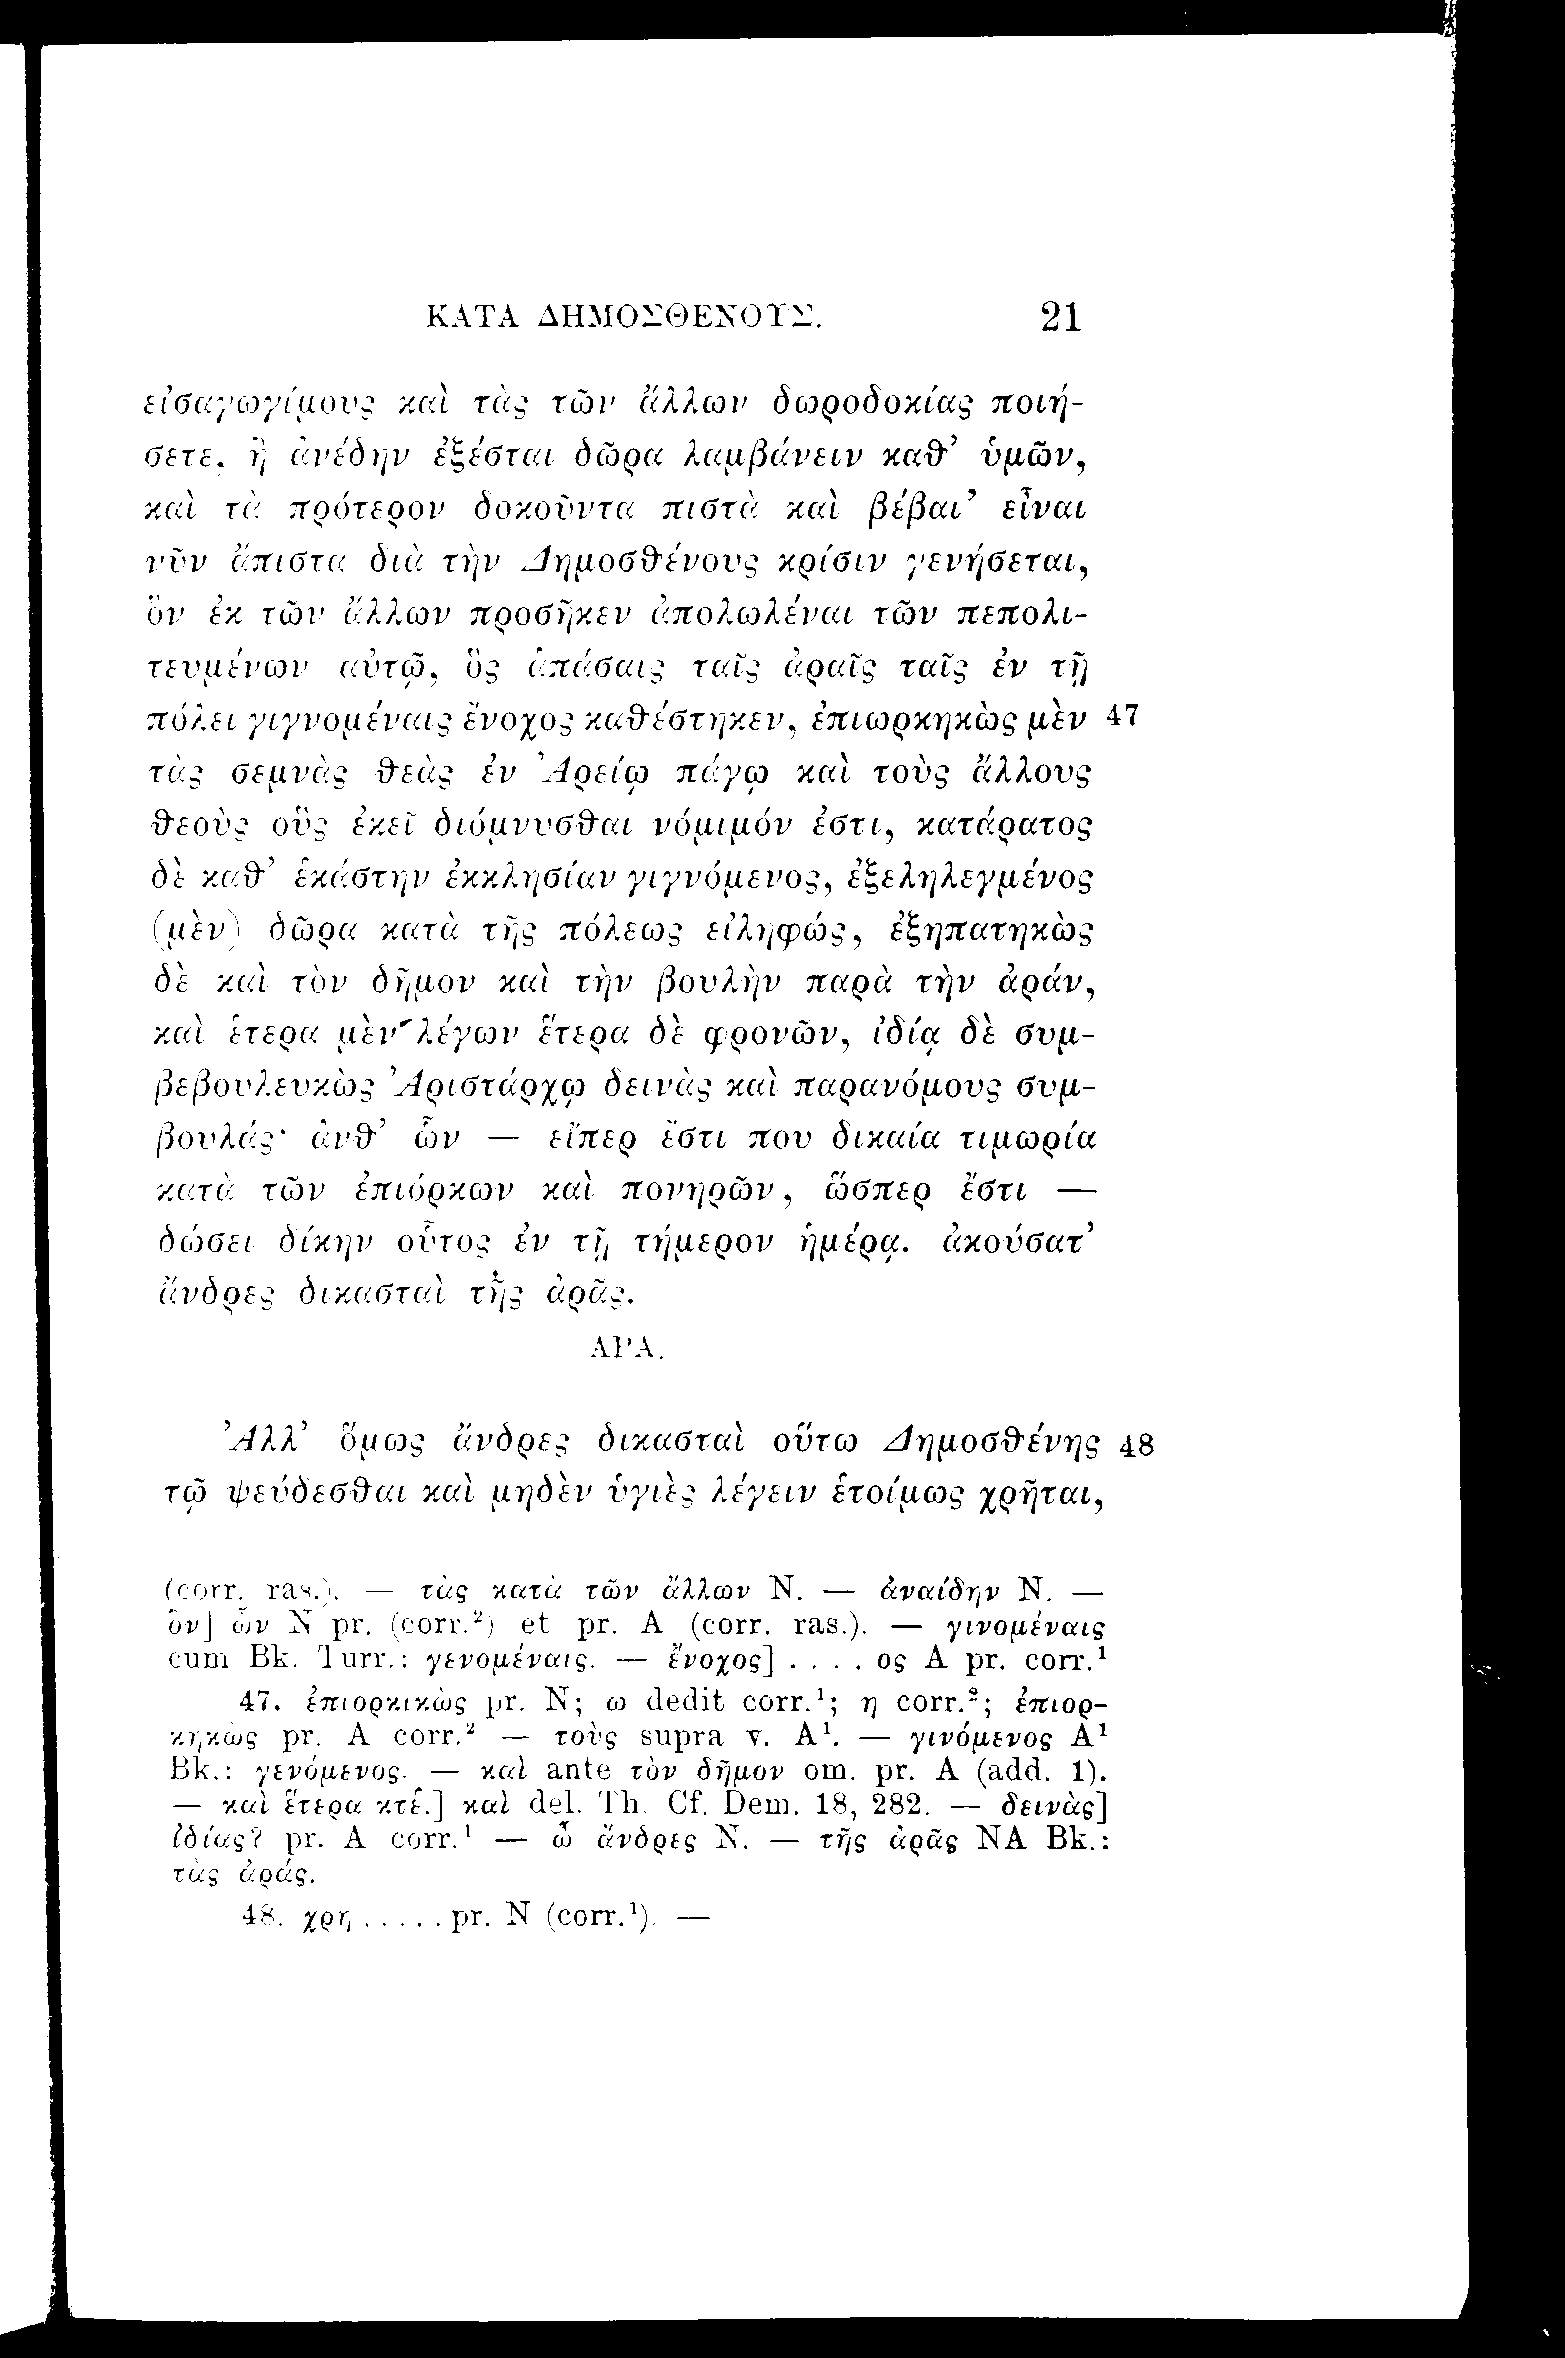 ΚΑΤΑ ΔΗΜΟΣΘΕΝΟΥΣ. 21
εἰσαγωγίμους καὶ τὰς τῶν ἄλλων δωροδοκίας ποιή-
σετε, ἢ ἀνέδην ἐξέσται δῶρα λαμβάνειν καθ’ ὑμῶν,
καὶ τὰ πρότερον δοκοῦντα πιστὰ καὶ βέβαι’ εἶναι
νῦν ἄπιστα διὰ τὴν Δημοσθένους κρίσιν γενήσεται,
ὃν ἐκ τῶν ἄλλων προσῆκεν ἀπολωλέναι τῶν πεπολι-
τευμένων αὐτῷ, ὃς ἁπάσαις ταῖς ἀραῖς ταῖς ἐν τῇ
πόλει γιγνομέναις ἔνοχος καθέστηκεν, ἐπιωρκηκὼς μὲν 47
τὰς σεμνὰς θεὰς ἐν Ἀρείῳ πάγῳ καὶ τοὺς ἄλλους
θεοὺς οὓς ἐκεῖ διόμνυσθαι νόμιμόν ἐστι, κατάρατος
δὲ καθ’ ἑκάστην ἐκκλησίαν γιγνόμενος, ἐξεληλεγμένος
(μὲν) δῶρα κατὰ τῆς πόλεως εἰληφώς, ἐξηπατηκὼς
δὲ καὶ τὸν δῆμον καὶ τὴν βουλὴν παρὰ τὴν ἀράν,
καὶ ἕτερα μὲν λέγων ἕτερα δὲ φρονῶν, ἰδίᾳ δὲ συμ-
βεβουλευκὼς Ἀριστάρχῳ δεινὰς καὶ παρανόμους συμ-
βουλάς· ἀνθ’ ὧν — εἴπερ ἔστι που δικαία τιμωρία
κατὰ τῶν ἐπιόρκων καὶ πονηρῶν, ὥσπερ ἔστι —
δώσει δίκην οὗτος ἐν τῇ τήμερον ἡμέρᾳ. ἀκούσατ’
ἄνδρες δικασταὶ τῆς ἀρᾶς.
ΑΡΑ.
Ἀλλ’ ὅμως ἄνδρες δικασταὶ οὕτω Δημοσθένης 48
τῷ ψεύδεσθαι καὶ μηδὲν ὑγιὲς λέγειν ἑτοίμως χρῆται,
(corr. ras.). — τὰς κατὰ τῶν ἄλλων N. — ἀναίδην N. —
ὃν] ὧν N pr. (corr.²) et pr. A (corr. ras.). — γινομέναις
cum Bk. Turr.: γενομέναις. — ἔνοχος] . . . . ος A pr. corr.¹
47. ἐπιορκικὼς pr. N; ω dedit corr.¹; η corr.²; ἐπιορ-
κηκὼς pr. A corr.² — τοὺς supra v. A¹. — γινόμενος A¹
Bk.: γενόμενος. — καὶ ante τὸν δῆμον om. pr. A (add. 1).
— καὶ ἕτερα κτἑ.] καὶ del. Th. Cf. Dem. 18, 282. — δεινὰς]
ἰδίας? pr. A corr.¹ — ὦ ἄνδρες N. — τῆς ἀρᾶς NA Bk.:
τὰς ἀράς.
48. χρη . . . . . pr. N (corr.¹). —